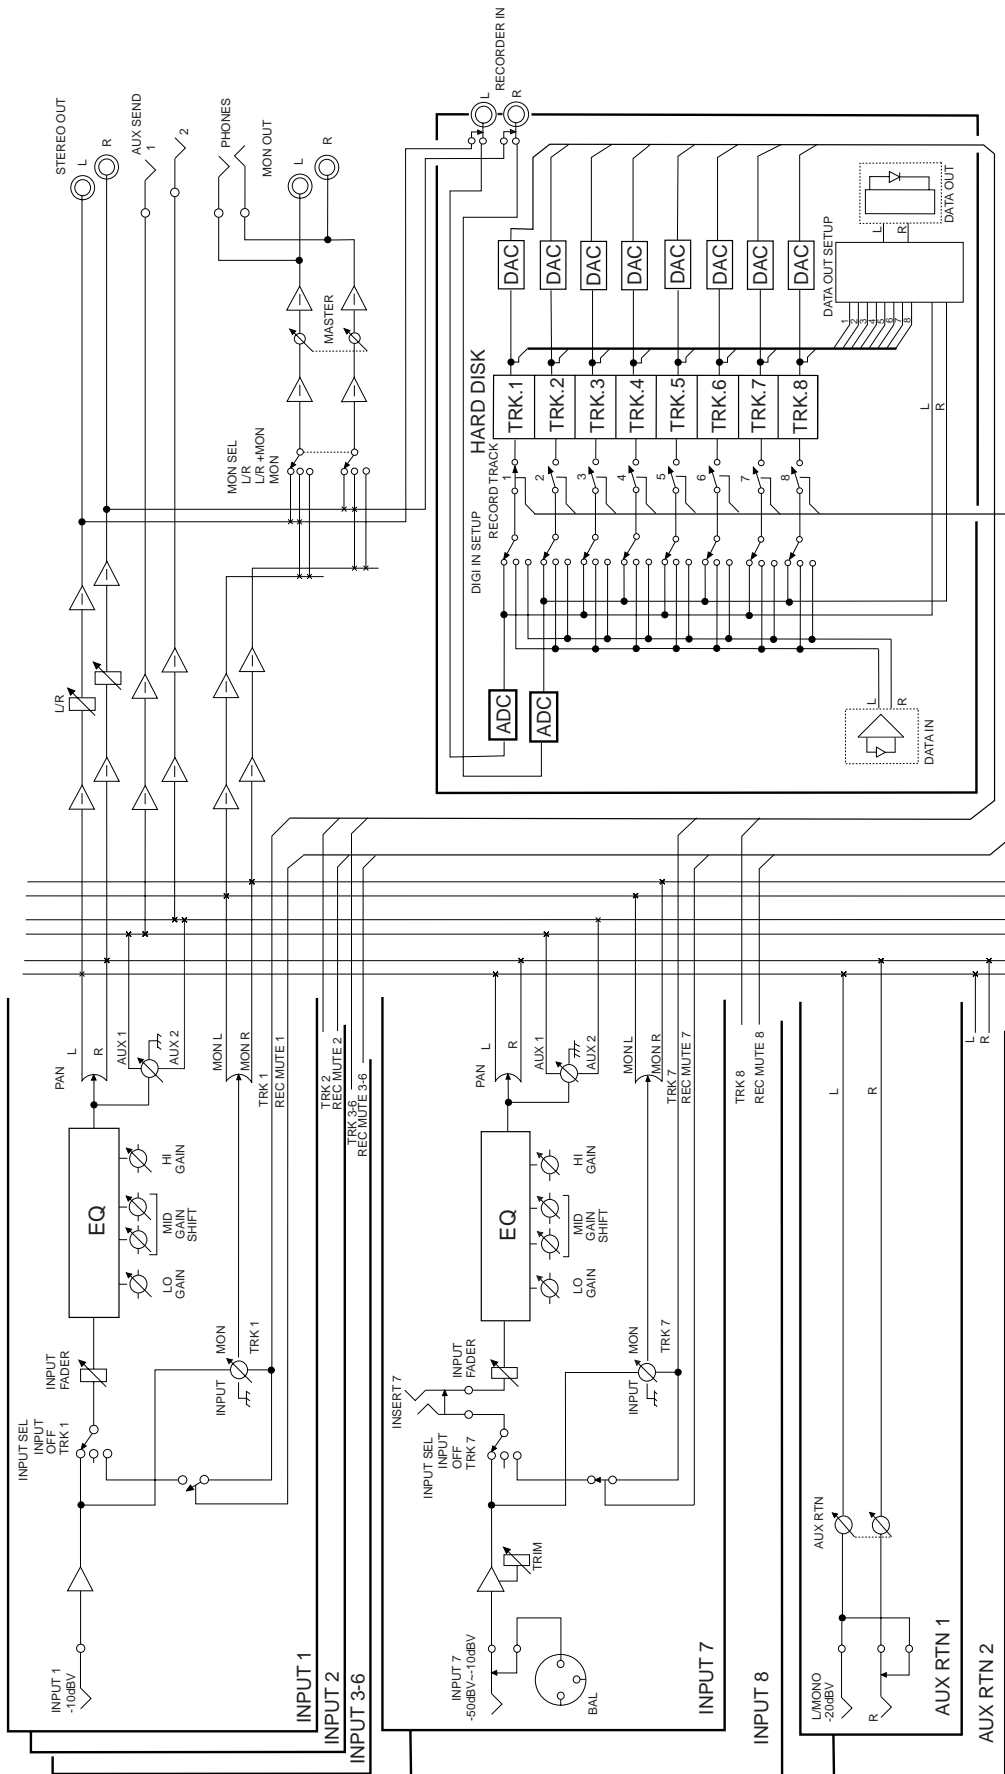 INPUT 1
-10dBV
INPUT SEL
INPUT
OFF
TRK 1
INPUT
FADER
EQ
LO
GAIN
MID
GAIN
SHIFT
HI
GAIN
PAN
L
R
AUX 1
AUX 2
INPUT
MON
TRK 1
MON L
MON R
TRK 1
REC MUTE 1
INPUT 1
TRK 2
REC MUTE 2
INPUT 2
TRK 3-6
REC MUTE 3-6
INPUT 3-6
INPUT 7
-50dBV~-10dBV
BAL
TRIM
INPUT SEL
INPUT
OFF
TRK 7
INSERT 7
INPUT
FADER
EQ
LO
GAIN
MID
GAIN
SHIFT
HI
GAIN
PAN
L
R
AUX 1
AUX 2
INPUT
MON
TRK 7
MON L
MON R
TRK 7
REC MUTE 7
INPUT 7
TRK 8
REC MUTE 8
INPUT 8
L/MONO
-20dBV
R
AUX RTN
L
R
AUX RTN 1
L
R
AUX RTN 2
L/R
STEREO OUT
L
R
AUX SEND
1
2
PHONES
MON OUT
L
R
MON SEL
L/R
L/R +MON
MON
MASTER
RECORDER IN
L
R
ADC
ADC
DATA IN
L
R
DIGI IN SETUP
RECORD TRACK
1
2
3
4
5
6
7
8
HARD DISK
TRK.1
TRK.2
TRK.3
TRK.4
TRK.5
TRK.6
TRK.7
TRK.8
DAC
DAC
DAC
DAC
DAC
DAC
DAC
DAC
L
R
1
2
3
4
5
6
7
8
DATA OUT SETUP
L
R
DATA OUT